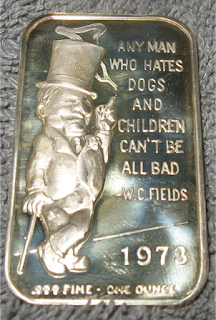 ANY MAN
WHO HATES
DOGS
AND
CHILDREN
CAN'T BE
ALL BAD
-W.C. FIELDS
1973
.999 FINE - ONE OUNCE